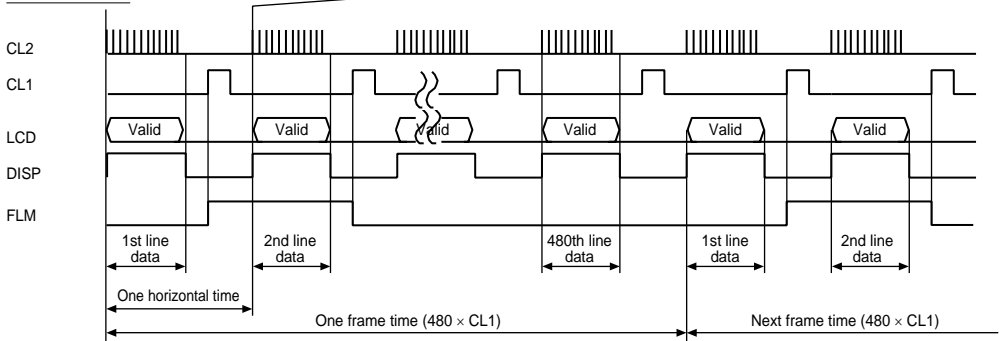 CL2
CL1
LCD
Valid
Valid
Valid
Valid
Valid
Valid
DISP
FLM
1st line
data
2nd line
data
480th line
data
1st line
data
2nd line
data
One horizontal time
One frame time (480 × CL1)
Next frame time (480 × CL1)